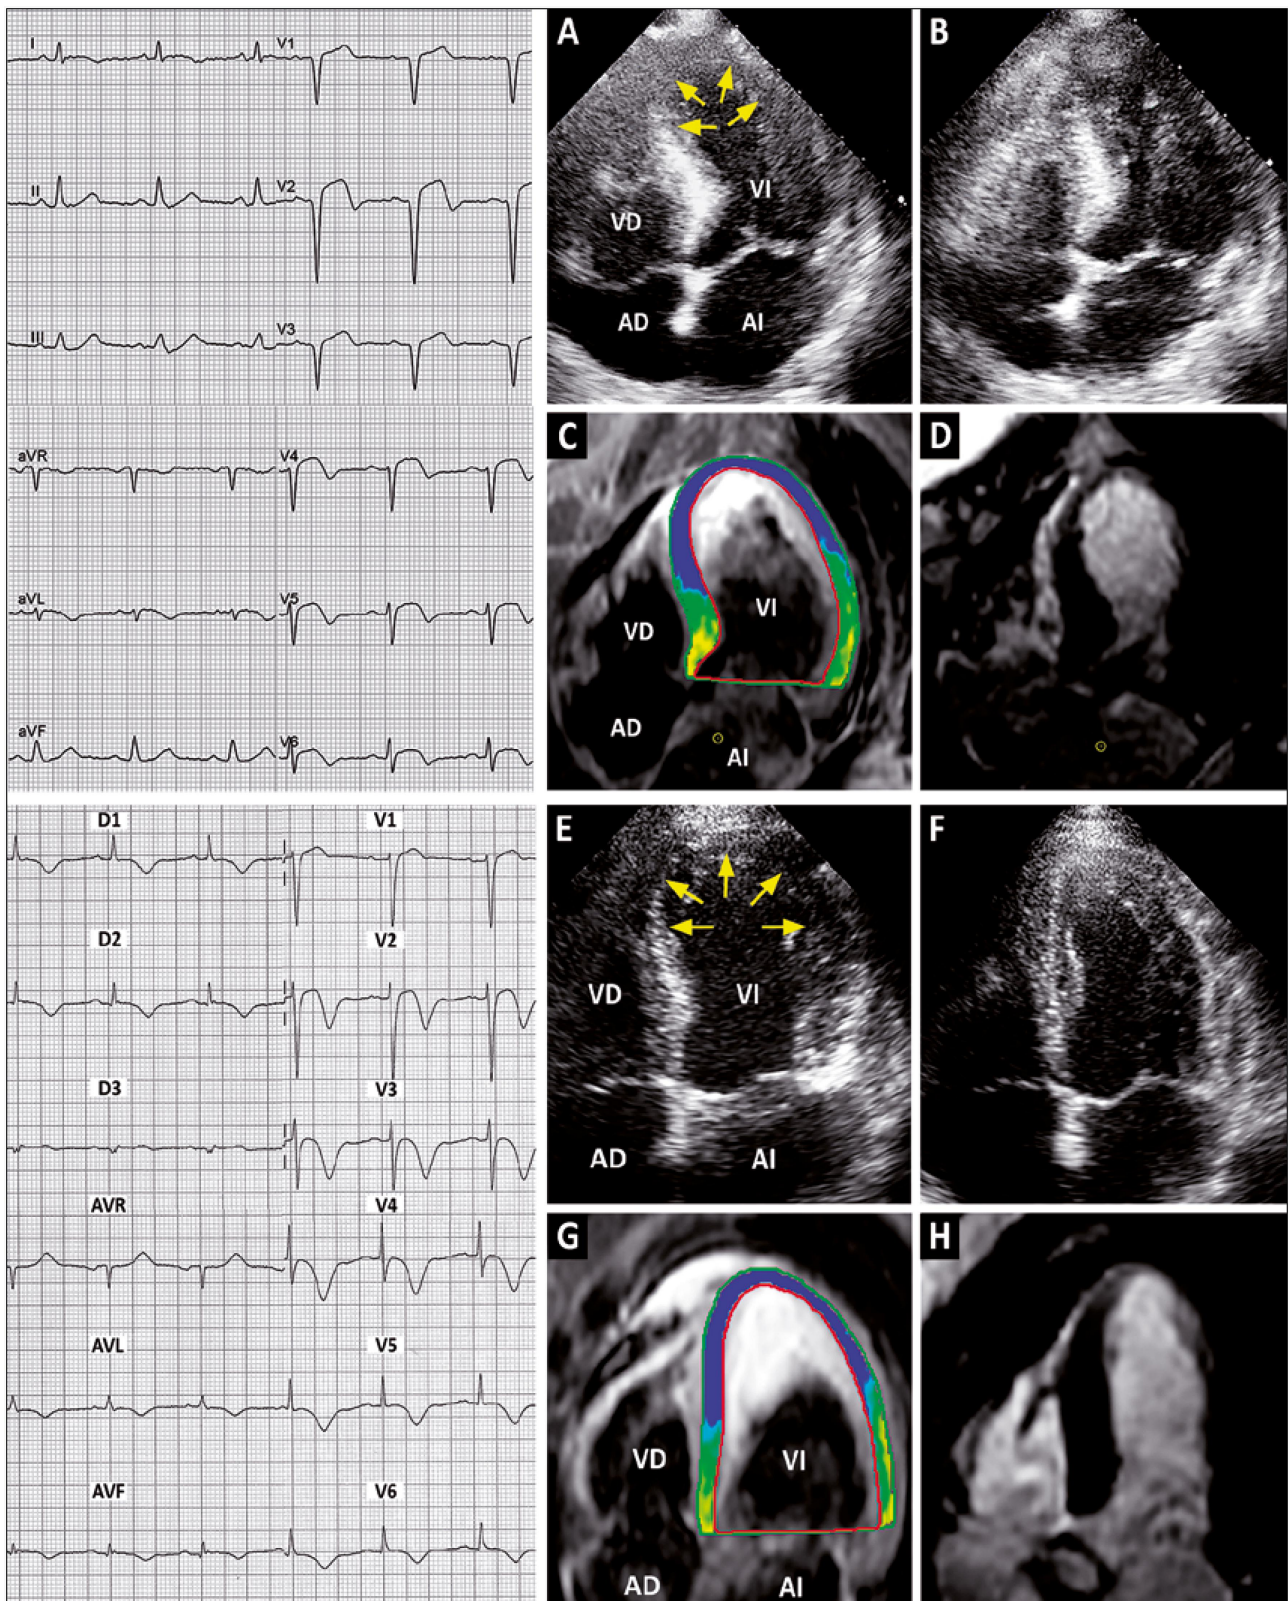 I V1
II V2
III V3
aVR V4
aVL V5
aVF V6
A
VI
VD
AD AI
B
C
VI
VD
AD
AI
D
D1 V1
D2 V2
D3 V3
AVR V4
AVL V5
AVF V6
E
VD VI
AD AI
F
G
VD VI
AD AI
H